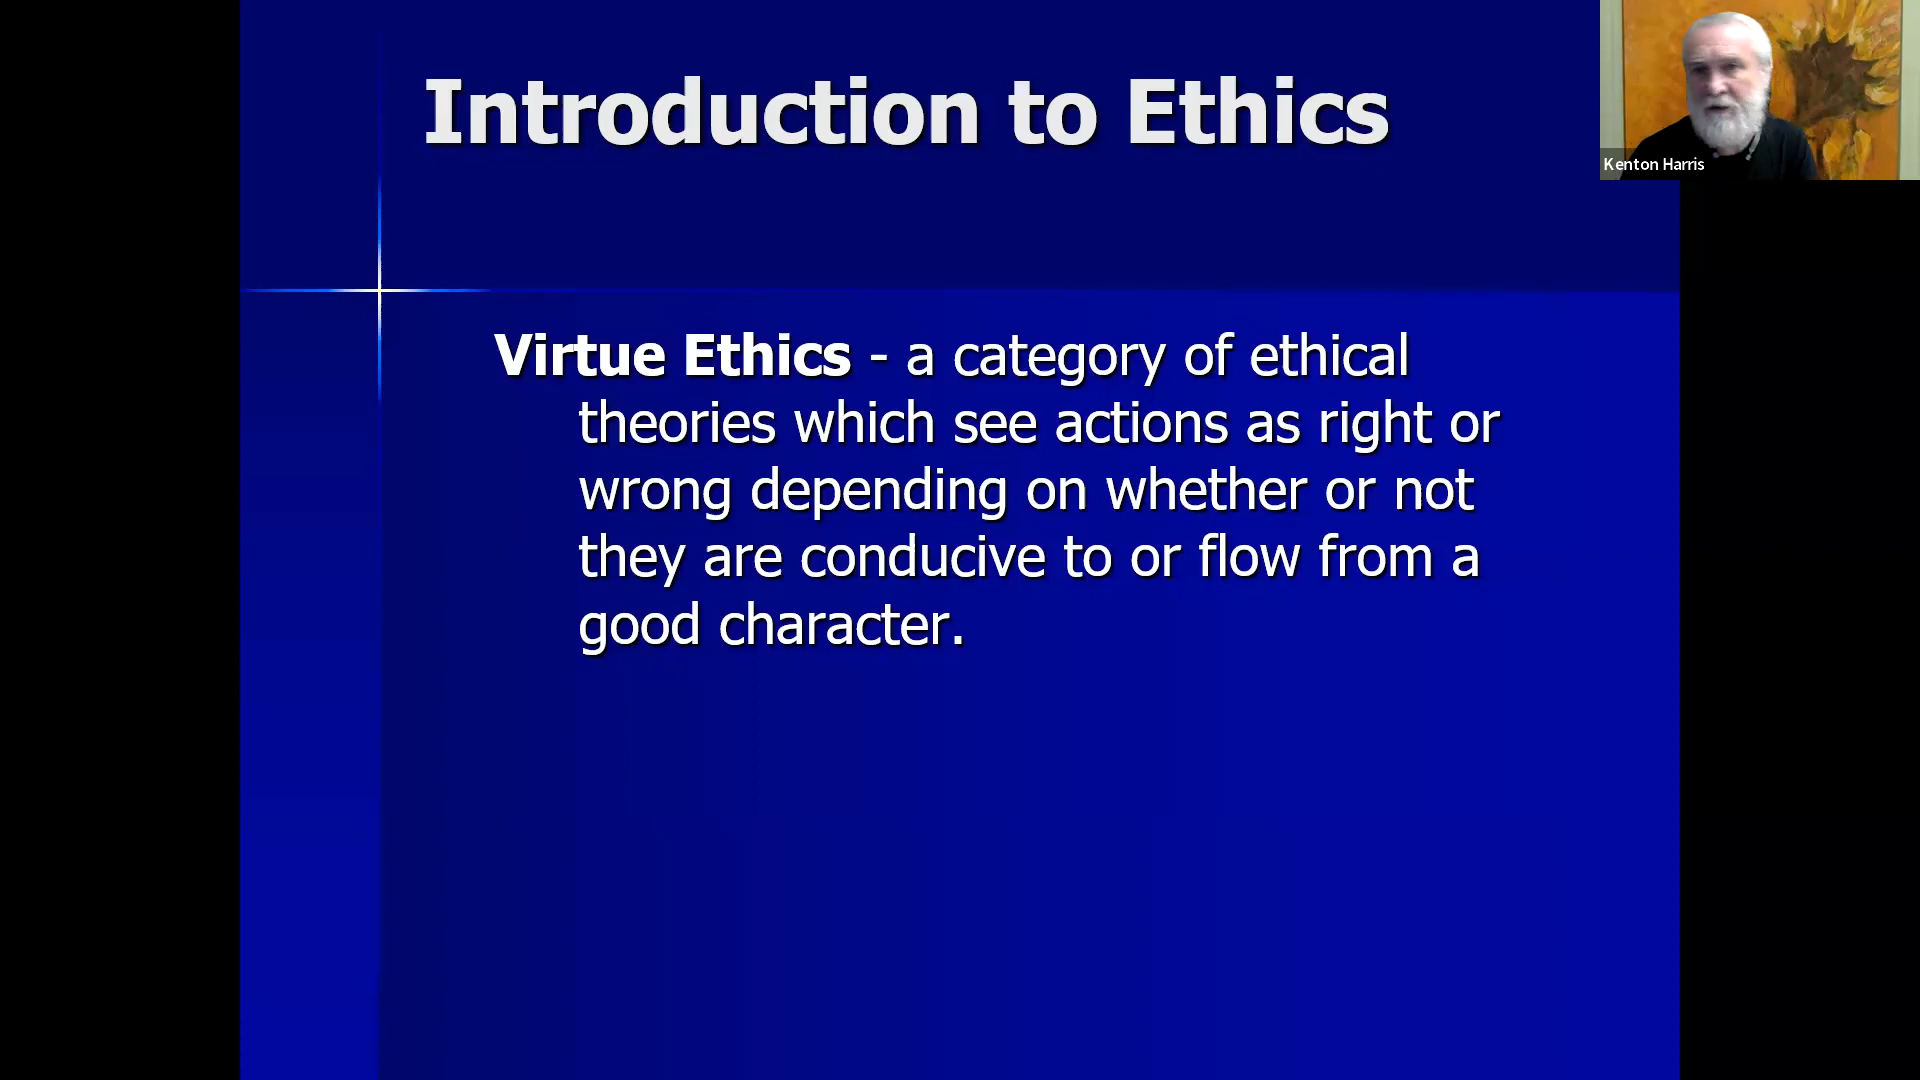 Introduction to Ethics
Kenton Harris
Virtue Ethics - a category of ethical
theories which see actions as right or
wrong depending on whether or not
they are conducive to or flow from a
good character.